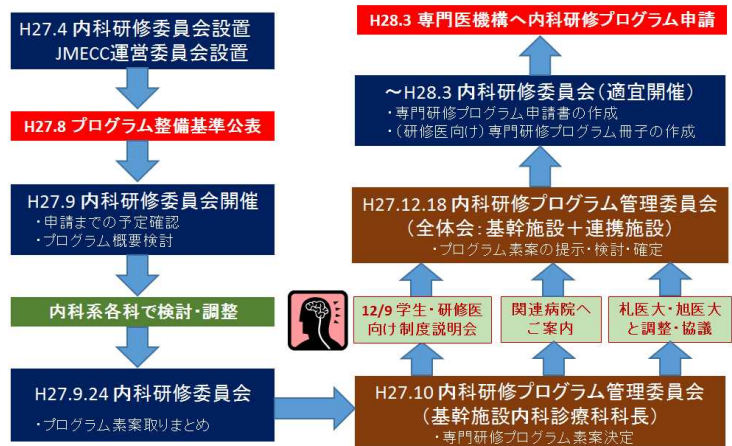 H27.4 内科研修委員会設置
JMECC運営委員会設置
H27.8 プログラム整備基準公表
H27.9 内科研修委員会開催
・申請までの予定確認
・プログラム概要検討
内科系各科で検討・調整
H27.9.24 内科研修委員会
・プログラム素案取りまとめ
H27.10 内科研修プログラム管理委員会
(基幹施設内科診療科科長)
・専門研修プログラム素案決定
12/9 学生・研修医
向け制度説明会
関連病院へ
ご案内
札医大・旭医大
と調整・協議
H27.12.18 内科研修プログラム管理委員会
(全体会:基幹施設+連携施設)
・プログラム素案の提示・検討・確定
～H28.3 内科研修委員会(適宜開催)
・専門研修プログラム申請書の作成
・(研修医向け)専門研修プログラム冊子の作成
H28.3 専門医機構へ内科研修プログラム申請